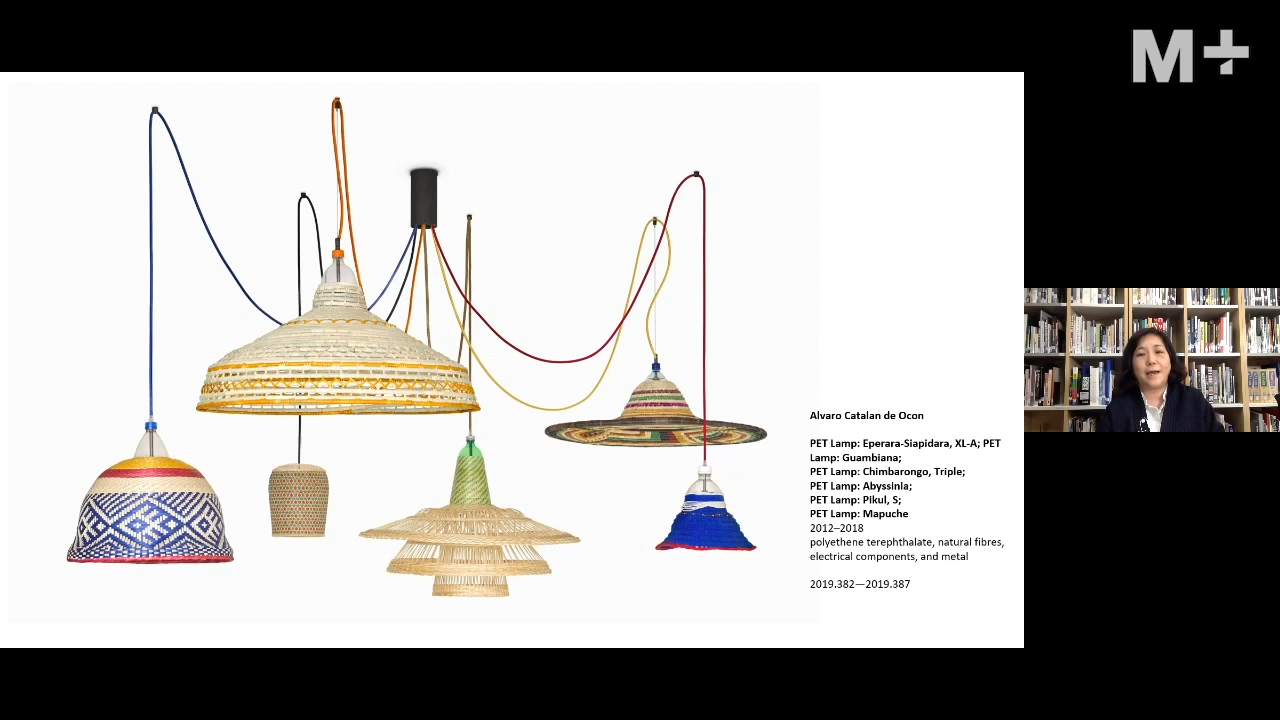 M+
Alvaro Catalan de Ocon
PET Lamp: Eperara-Siapidara, XL-A; PET
Lamp: Guambiana;
PET Lamp: Chimbarongo, Triple;
PET Lamp: Abyssinia;
PET Lamp: Pikul, S;
PET Lamp: Mapuche
2012–2018
polyethene terephthalate, natural fibres,
electrical components, and metal
2019.382—2019.387